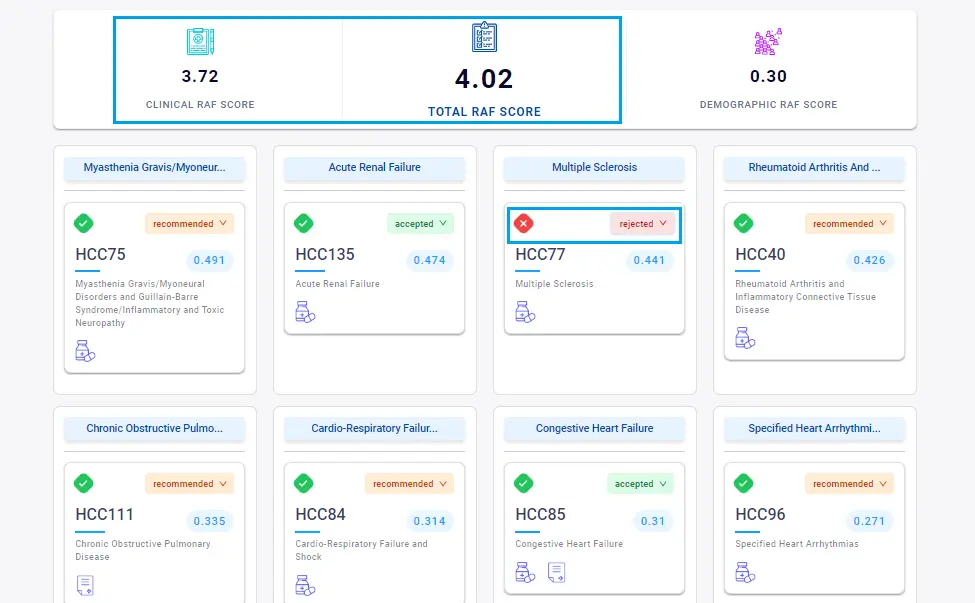 3.72
CLINICAL RAF SCORE
4.02
TOTAL RAF SCORE
0.30
DEMOGRAPHIC RAF SCORE
Myasthenia Gravis/Myoneur...
recommended
HCC75
0.491
Myasthenia Gravis/Myoneural
Disorders and Guillain-Barre
Syndrome/Inflammatory and Toxic
Neuropathy
Acute Renal Failure
accepted
HCC135
0.474
Acute Renal Failure
Multiple Sclerosis
rejected
HCC77
0.441
Multiple Sclerosis
Rheumatoid Arthritis And ...
recommended
HCC40
0.426
Rheumatoid Arthritis and
Inflammatory Connective Tissue
Disease
Chronic Obstructive Pulmo...
recommended
HCC111
0.335
Chronic Obstructive Pulmonary
Disease
Cardio-Respiratory Failur...
recommended
HCC84
0.314
Cardio-Respiratory Failure and
Shock
Congestive Heart Failure
accepted
HCC85
0.31
Congestive Heart Failure
Specified Heart Arrhythmi...
recommended
HCC96
0.271
Specified Heart Arrhythmias